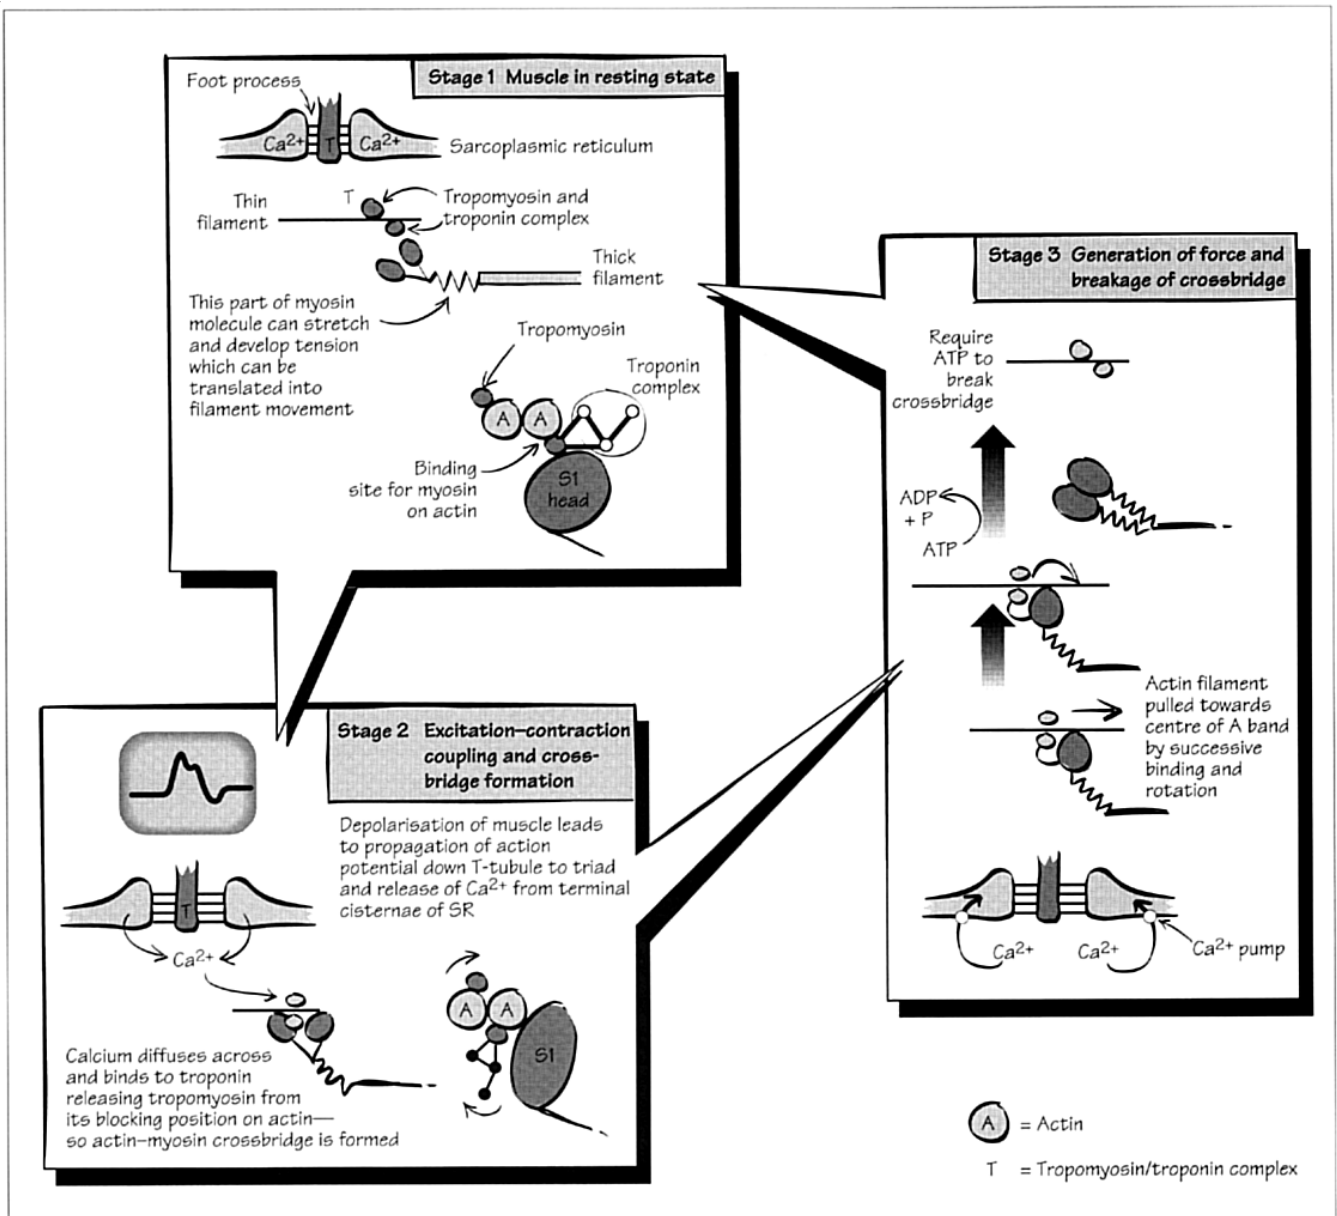 Stage 1 Muscle in resting state
Foot process
Ca2+
T
Ca2+
Sarcoplasmic reticulum
Thin
filament
T
Tropomyosin and
troponin complex
Thick
filament
This part of myosin
molecule can stretch
and develop tension
which can be
translated into
filament movement
Tropomyosin
Troponin
complex
A
A
Binding
site for myosin
on actin
S1
head
Stage 2 Excitation–contraction
coupling and cross-
bridge formation
Depolarisation of muscle leads
to propagation of action
potential down T-tubule to triad
and release of Ca2+ from terminal
cisternae of SR
T
Ca2+
A
A
S1
Calcium diffuses across
and binds to troponin
releasing tropomyosin from
its blocking position on actin—
so actin–myosin crossbridge is formed
Stage 3 Generation of force and
breakage of crossbridge
Require
ATP to
break
crossbridge
ADP
+ P
ATP
Actin filament
pulled towards
centre of A band
by successive
binding and
rotation
Ca2+
Ca2+
Ca2+ pump
A = Actin
T = Tropomyosin/troponin complex